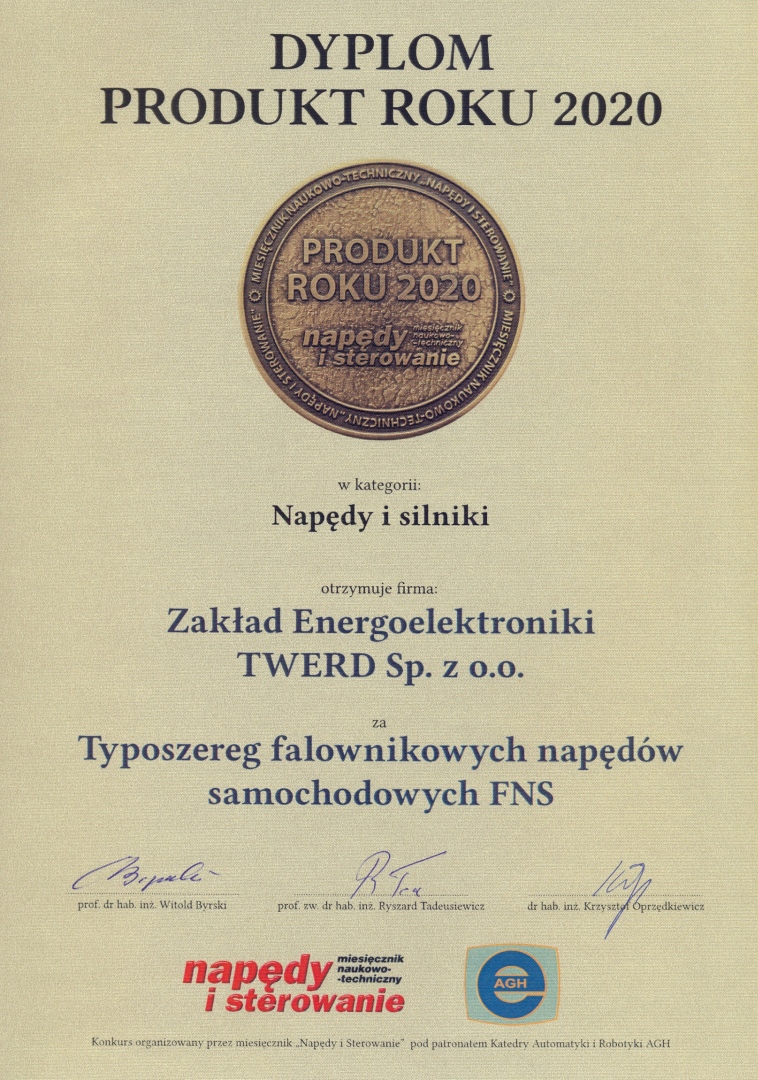 DYPLOM
PRODUKT ROKU 2020
MIESIĘCZNIK NAUKOWO-TECHNICZNY „NAPĘDY I STEROWANIE”
MIESIĘCZNIK NAUKOWO-TECHNICZNY „NAPĘDY I STEROWANIE”
PRODUKT
ROKU 2020
napędy
miesięcznik
naukowo-
-techniczny
i sterowanie
w kategorii:
Napędy i silniki
otrzymuje firma:
Zakład Energoelektroniki
TWERD Sp. z o.o.
za
Typoszereg falownikowych napędów
samochodowych FNS
prof. dr hab. inż. Witold Byrski
prof. zw. dr hab. inż. Ryszard Tadeusiewicz
dr hab. inż. Krzysztof Oprzędkiewicz
napędy
miesięcznik
naukowo-
-techniczny
i sterowanie
AGH
Konkurs organizowany przez miesięcznik „Napędy i Sterowanie” pod patronatem Katedry Automatyki i Robotyki AGH